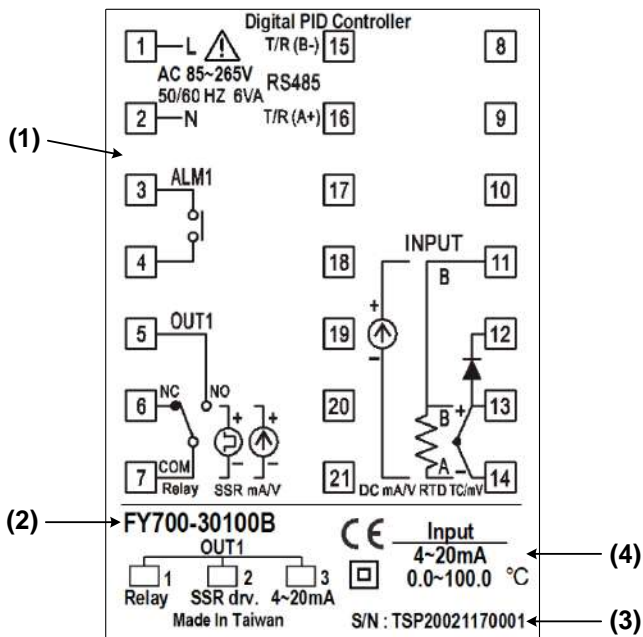 Digital PID Controller
1 L T/R (B-) 15 8
AC 85~265V RS485
50/60 HZ 6VA
2 N T/R (A+) 16 9
(1)
3 ALM1 17 10
4 18 INPUT 11
B
5 OUT1 19 + - 12
6 NC NO + + 20 B + 13
7 COM - - 21 A - 14
Relay SSR mA/V DC mA/V RTD TC/mV
(2) FY700-30100B CE Input
OUT1 4~20mA (4)
1 2 3 0.0~100.0 °C
Relay SSR drv. 4~20mA
Made In Taiwan S/N : TSP20021170001 (3)